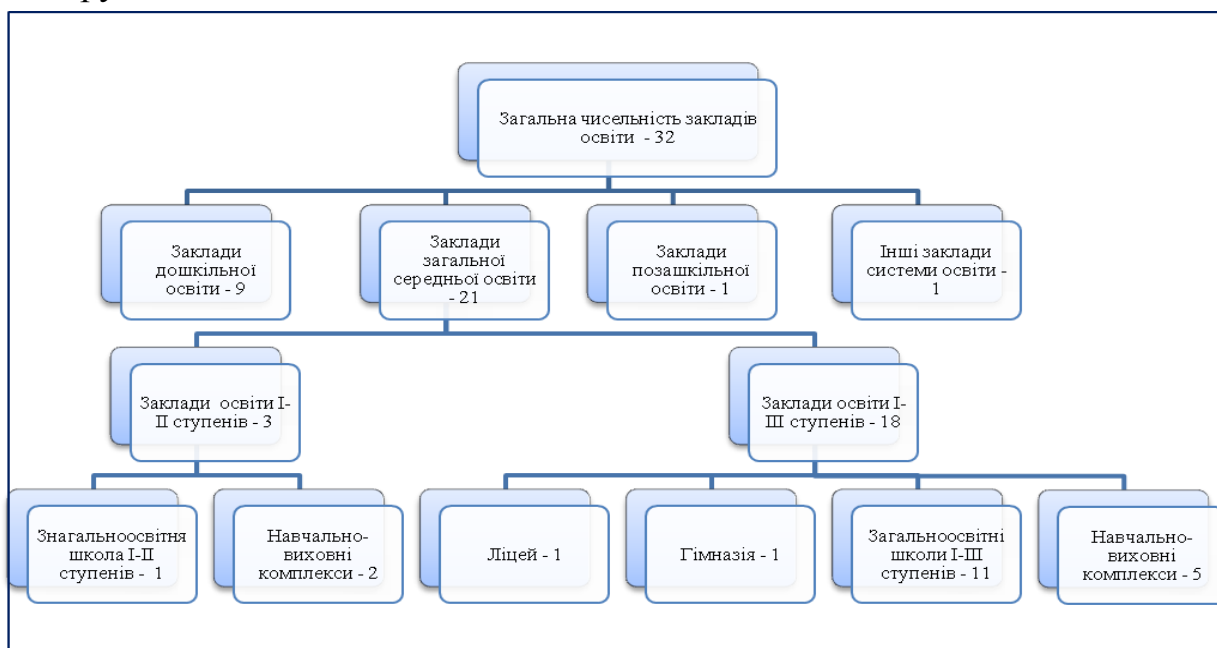 Загальна чисельність закладів
освіти - 32
Заклади
дошкільної
освіти - 9
Заклади
загальної
середньої освіти
- 21
Заклади
позашкільної
освіти - 1
Інші заклади
системи освіти -
1
Заклади освіти І-
ІІ ступенів - 3
Заклади освіти І-
ІІІ ступенів - 18
Знагальноосвітня
школа І-ІІ
ступенів - 1
Навчально-
виховні
комплекси - 2
Ліцей - 1
Гімназія - 1
Загальноосвітні
школи І-ІІІ
ступенів - 11
Навчально-
виховні
комплекси - 5